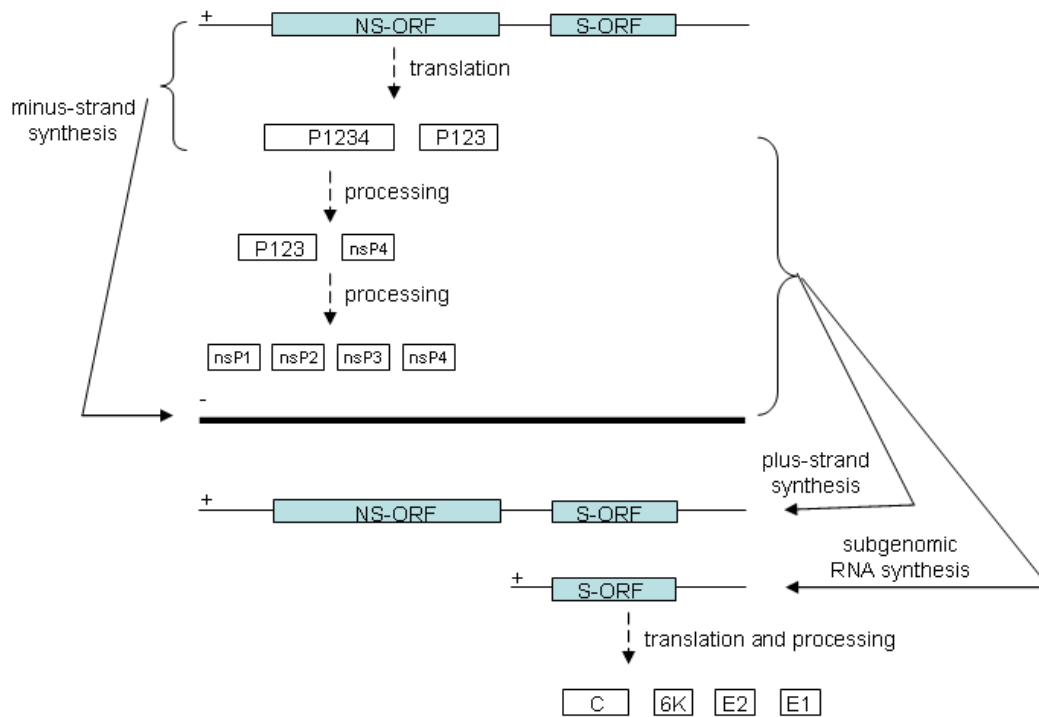 +
NS-ORF
S-ORF
translation
minus-strand
synthesis
P1234
P123
processing
P123
nsP4
processing
nsP1
nsP2
nsP3
nsP4
-
plus-strand
synthesis
+
NS-ORF
S-ORF
subgenomic
RNA synthesis
+
S-ORF
translation and processing
C
6K
E2
E1